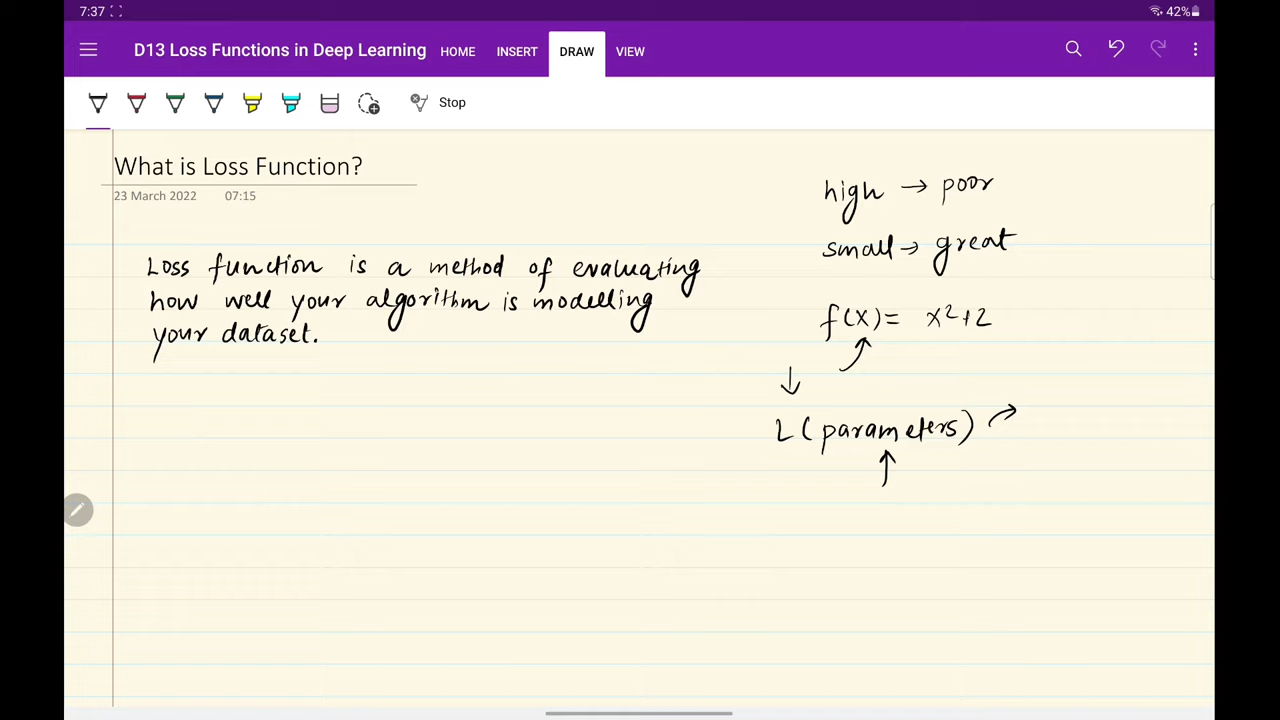 7:37 42%
D13 Loss Functions in Deep Learning HOME INSERT DRAW VIEW
Stop
What is Loss Function?
23 March 2022 07:15
Loss function is a method of evaluating
how well your algorithm is modelling
your dataset.
high → poor
small → great
f(x) = x²+2
L(parameters)